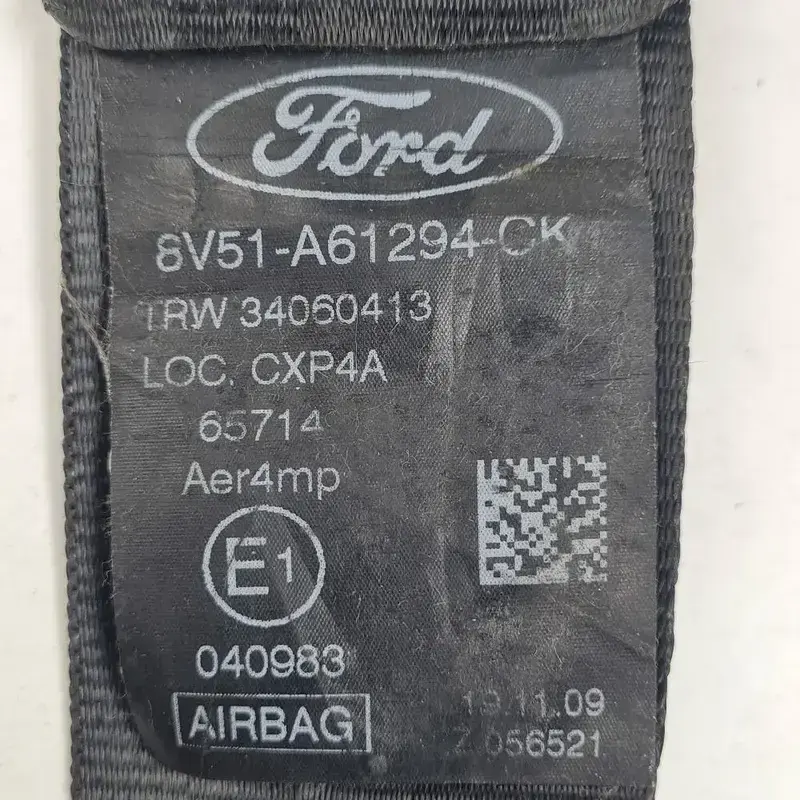 Ford
8V51-A61294-CK
TRW 34060413
LOC. CXP4A
65714
Aer4mp
E1
040983
AIRBAG
19.11.09
Z 056521